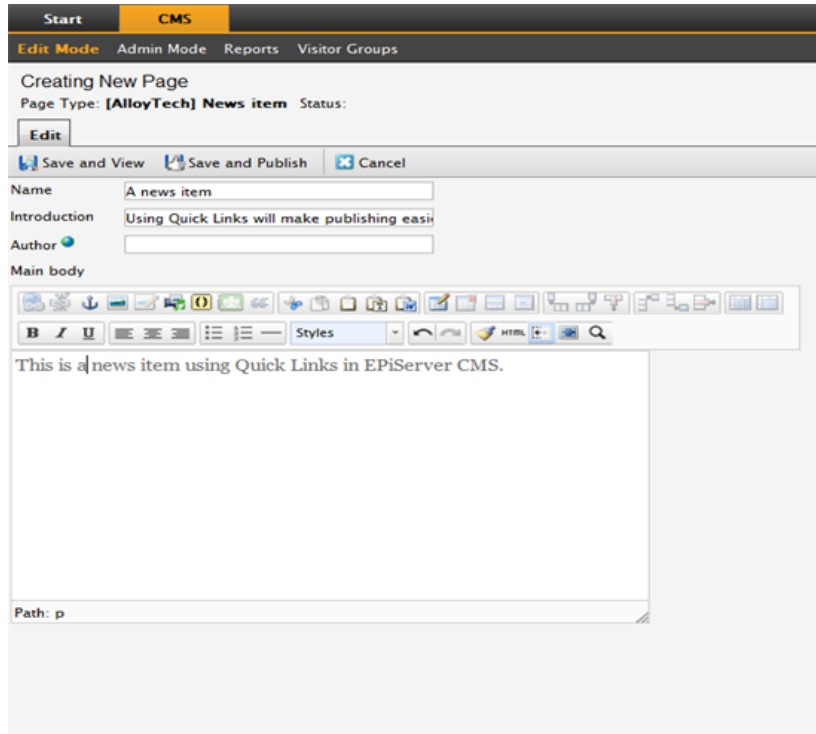 Start CMS
Edit Mode Admin Mode Reports Visitor Groups
Creating New Page
Page Type: [AlloyTech] News item Status:
Edit
Save and View Save and Publish Cancel
Name A news item
Introduction Using Quick Links will make publishing easi
Author
Main body
B I U Styles HTML
This is a news item using Quick Links in EPiServer CMS.
Path: p